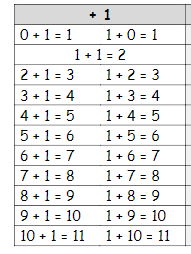 + 1
0 + 1 = 1 1 + 0 = 1
1 + 1 = 2
2 + 1 = 3 1 + 2 = 3
3 + 1 = 4 1 + 3 = 4
4 + 1 = 5 1 + 4 = 5
5 + 1 = 6 1 + 5 = 6
6 + 1 = 7 1 + 6 = 7
7 + 1 = 8 1 + 7 = 8
8 + 1 = 9 1 + 8 = 9
9 + 1 = 10 1 + 9 = 10
10 + 1 = 11 1 + 10 = 11